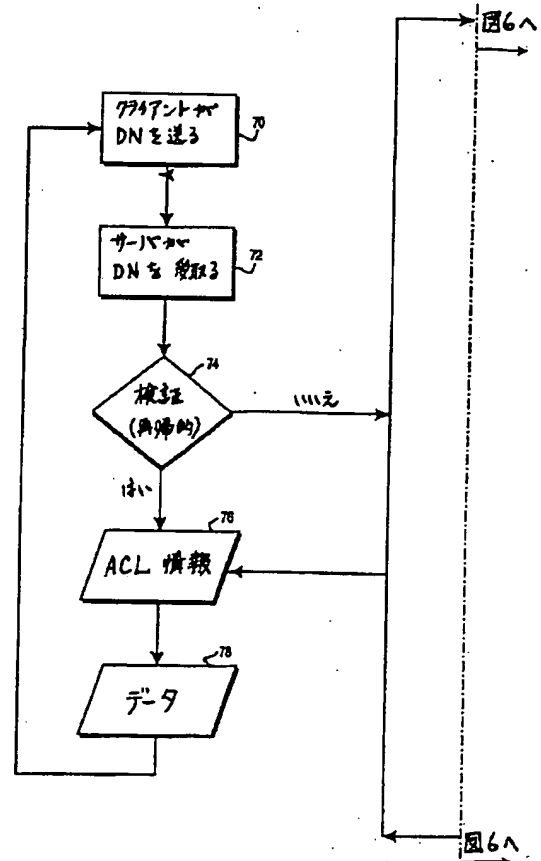 図6へ
クライアントが
DNを送る
70
サーバが
DNを受取る
72
74
検証
(再帰的)
いいえ
はい
76
ACL 情報
78
データ
図6へ